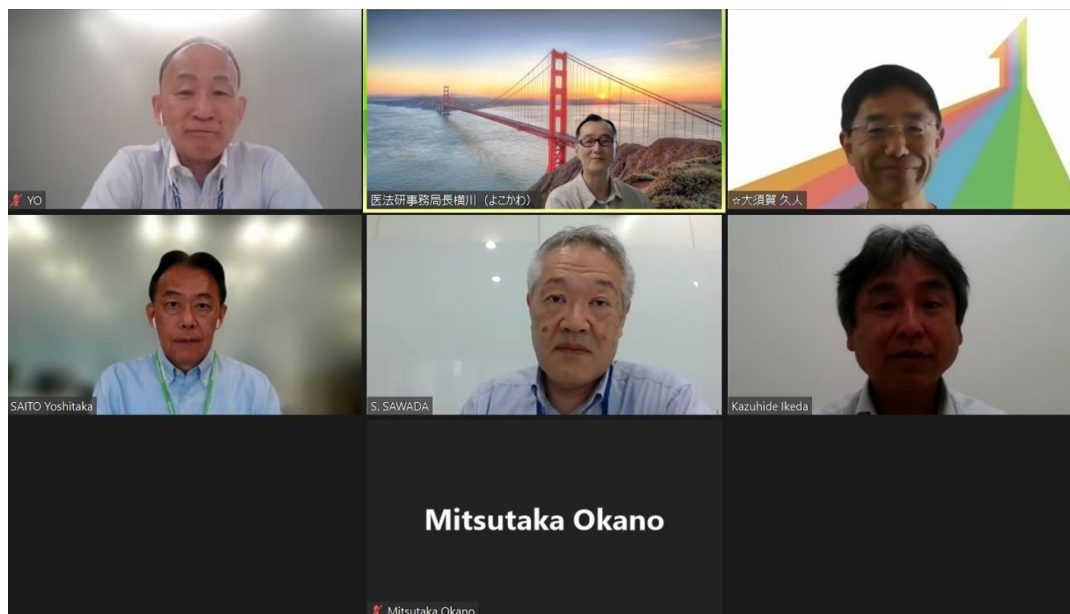 YO
医法研事務局長横川（よこかわ）
☆大須賀 久人
SAITO Yoshitaka
S. SAWADA
Kazuhide Ikeda
Mitsutaka Okano
Mitsutaka Okano